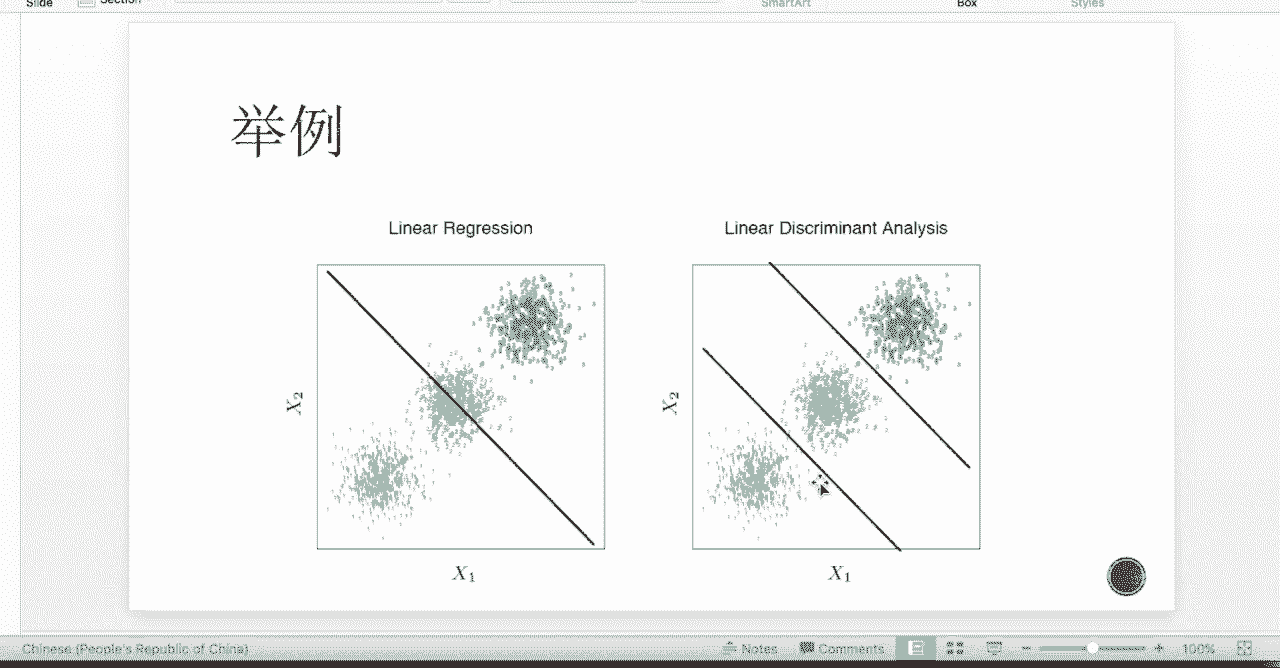 Slide
Section
SmartArt
Box
Styles
举例
Linear Regression
Linear Discriminant Analysis
X₂
X₂
X₁
X₁
Chinese (People's Republic of China)
Notes
Comments
100%